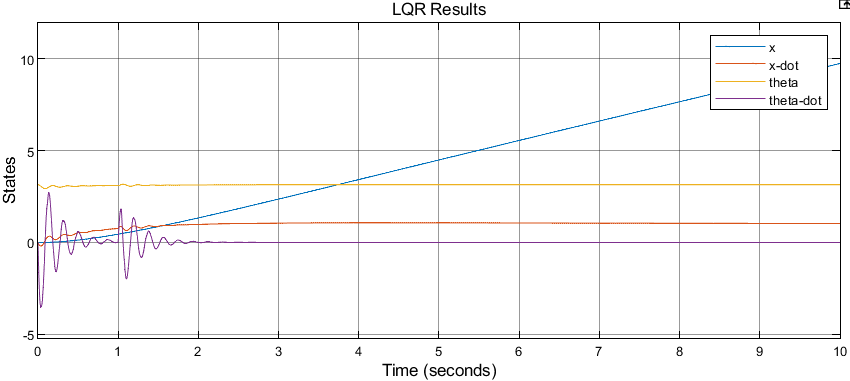 LQR Results
x
x-dot
theta
theta-dot
States
10
5
0
-5
0 1 2 3 4 5 6 7 8 9 10
Time (seconds)